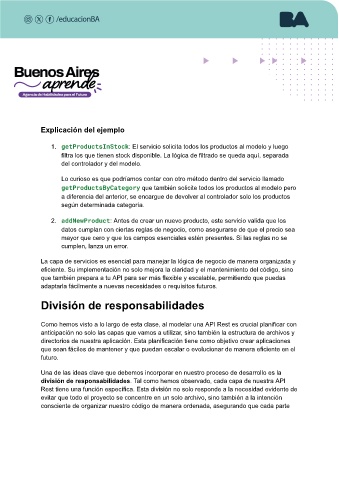 /educacionBA
BA
Buenos Aires
aprende
Agencia de Habilidades para el Futuro
Explicación del ejemplo
1. getProductsInStock: El servicio solicita todos los productos al modelo y luego
filtra los que tienen stock disponible. La lógica de filtrado se queda aquí, separada
del controlador y del modelo.
Lo curioso es que podríamos contar con otro método dentro del servicio llamado
getProductsByCategory que también solicite todos los productos al modelo pero
a diferencia del anterior, se encargue de devolver al controlador solo los productos
según determinada categoría.
2. addNewProduct: Antes de crear un nuevo producto, este servicio valida que los
datos cumplan con ciertas reglas de negocio, como asegurarse de que el precio sea
mayor que cero y que los campos esenciales estén presentes. Si las reglas no se
cumplen, lanza un error.
La capa de servicios es esencial para manejar la lógica de negocio de manera organizada y
eficiente. Su implementación no solo mejora la claridad y el mantenimiento del código, sino
que también prepara a tu API para ser más flexible y escalable, permitiendo que puedas
adaptarla fácilmente a nuevas necesidades o requisitos futuros.
División de responsabilidades
Como hemos visto a lo largo de esta clase, al modelar una API Rest es crucial planificar con
anticipación no solo las capas que vamos a utilizar, sino también la estructura de archivos y
directorios de nuestra aplicación. Esta planificación tiene como objetivo crear aplicaciones
que sean fáciles de mantener y que puedan escalar o evolucionar de manera eficiente en el
futuro.
Una de las ideas clave que debemos incorporar en nuestro proceso de desarrollo es la
división de responsabilidades. Tal como hemos observado, cada capa de nuestra API
Rest tiene una función específica. Esta división no solo responde a la necesidad evidente de
evitar que todo el proyecto se concentre en un solo archivo, sino también a la intención
consciente de organizar nuestro código de manera ordenada, asegurando que cada parte